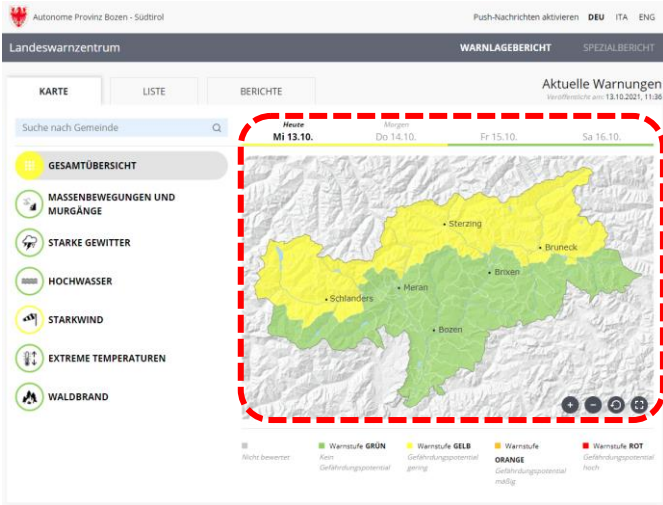 Autonome Provinz Bozen - Südtirol
Push-Nachrichten aktivieren DEU ITA ENG
Landeswarnzentrum
WARNLAGEBERICHT SPEZIALBERICHT
KARTE LISTE BERICHTE
Aktuelle Warnungen
Veröffentlicht am: 13.10.2021, 11:36
Suche nach Gemeinde
Heute
Mi 13.10.
Morgen
Do 14.10.
Fr 15.10.
Sa 16.10.
GESAMTÜBERSICHT
MASSENBEWEGUNGEN UND
MURGÄNGE
STARKE GEWITTER
HOCHWASSER
STARKWIND
EXTREME TEMPERATUREN
WALDBRAND
Sterzing
Bruneck
Brixen
Meran
Schlanders
Bozen
Nicht bewertet
Warnstufe GRÜN
Kein
Gefährdungspotential
Warnstufe GELB
Gefährdungspotential
gering
Warnstufe
ORANGE
Gefährdungspotential
mäßig
Warnstufe ROT
Gefährdungspotential
hoch